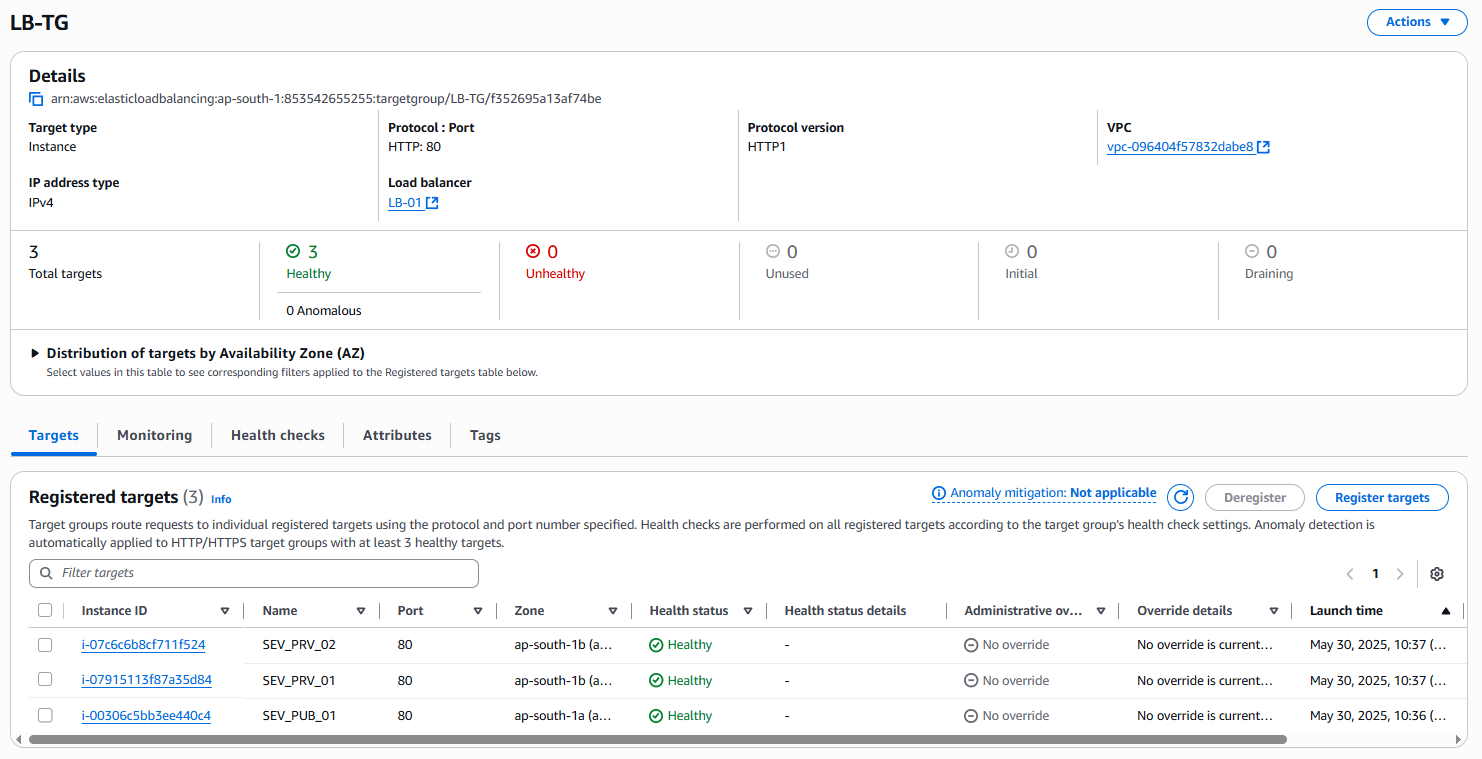 LB-TG
Actions
Details
arn:aws:elasticloadbalancing:ap-south-1:853542655255:targetgroup/LB-TG/f352695a13af74be
Target type
Instance
Protocol : Port
HTTP: 80
Protocol version
HTTP1
VPC
vpc-096404f57832dabe8
IP address type
IPv4
Load balancer
LB-01
3
Total targets
3
Healthy
0 Anomalous
0
Unhealthy
0
Unused
0
Initial
0
Draining
Distribution of targets by Availability Zone (AZ)
Select values in this table to see corresponding filters applied to the Registered targets table below.
Targets Monitoring Health checks Attributes Tags
Registered targets (3) Info
Anomaly mitigation: Not applicable
Deregister
Register targets
Target groups route requests to individual registered targets using the protocol and port number specified. Health checks are performed on all registered targets according to the target group's health check settings. Anomaly detection is
automatically applied to HTTP/HTTPS target groups with at least 3 healthy targets.
Filter targets
1
Instance ID Name Port Zone Health status Health status details Administrative ov... Override details Launch time
i-07c6c6b8cf711f524 SEV_PRV_02 80 ap-south-1b (a... Healthy - No override No override is current... May 30, 2025, 10:37 (...
i-07915113f87a35d84 SEV_PRV_01 80 ap-south-1b (a... Healthy - No override No override is current... May 30, 2025, 10:37 (...
i-00306c5bb3ee440c4 SEV_PUB_01 80 ap-south-1a (a... Healthy - No override No override is current... May 30, 2025, 10:36 (...